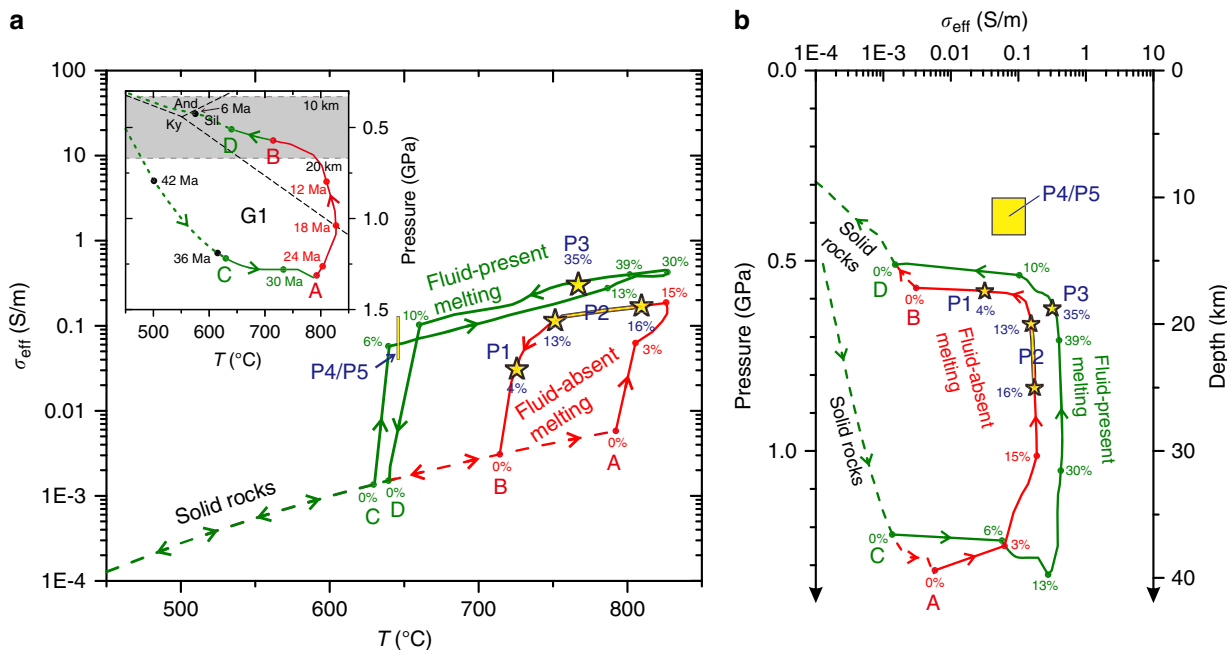 a
σeff (S/m)
100
10
1
0.1
0.01
1E-3
1E-4
500
600
700
800
T (°C)
And
6 Ma
10 km
Ky
Sil
D
B
20 km
42 Ma
12 Ma
G1
18 Ma
36 Ma
24 Ma
C
30 Ma
A
0.5
1.0
1.5
Pressure (GPa)
500
600
700
800
T (°C)
Fluid-present
melting
P3
35%
39%
30%
13%
10%
6%
P4/P5
P2
15%
16%
13%
P1
4%
3%
Fluid-absent
melting
0%
A
0%
B
0%
C
0%
D
Solid rocks
b
σeff (S/m)
1E-4
1E-3
0.01
0.1
1
10
0.0
0.5
1.0
Pressure (GPa)
0
10
20
30
40
Depth (km)
P4/P5
Solid
rocks
Solid rocks
0%
D
10%
0%
B
P1
4%
P3
35%
13%
P2
39%
16%
Fluid-absent
melting
Fluid-present
melting
15%
30%
0%
C
6%
3%
0%
A
13%